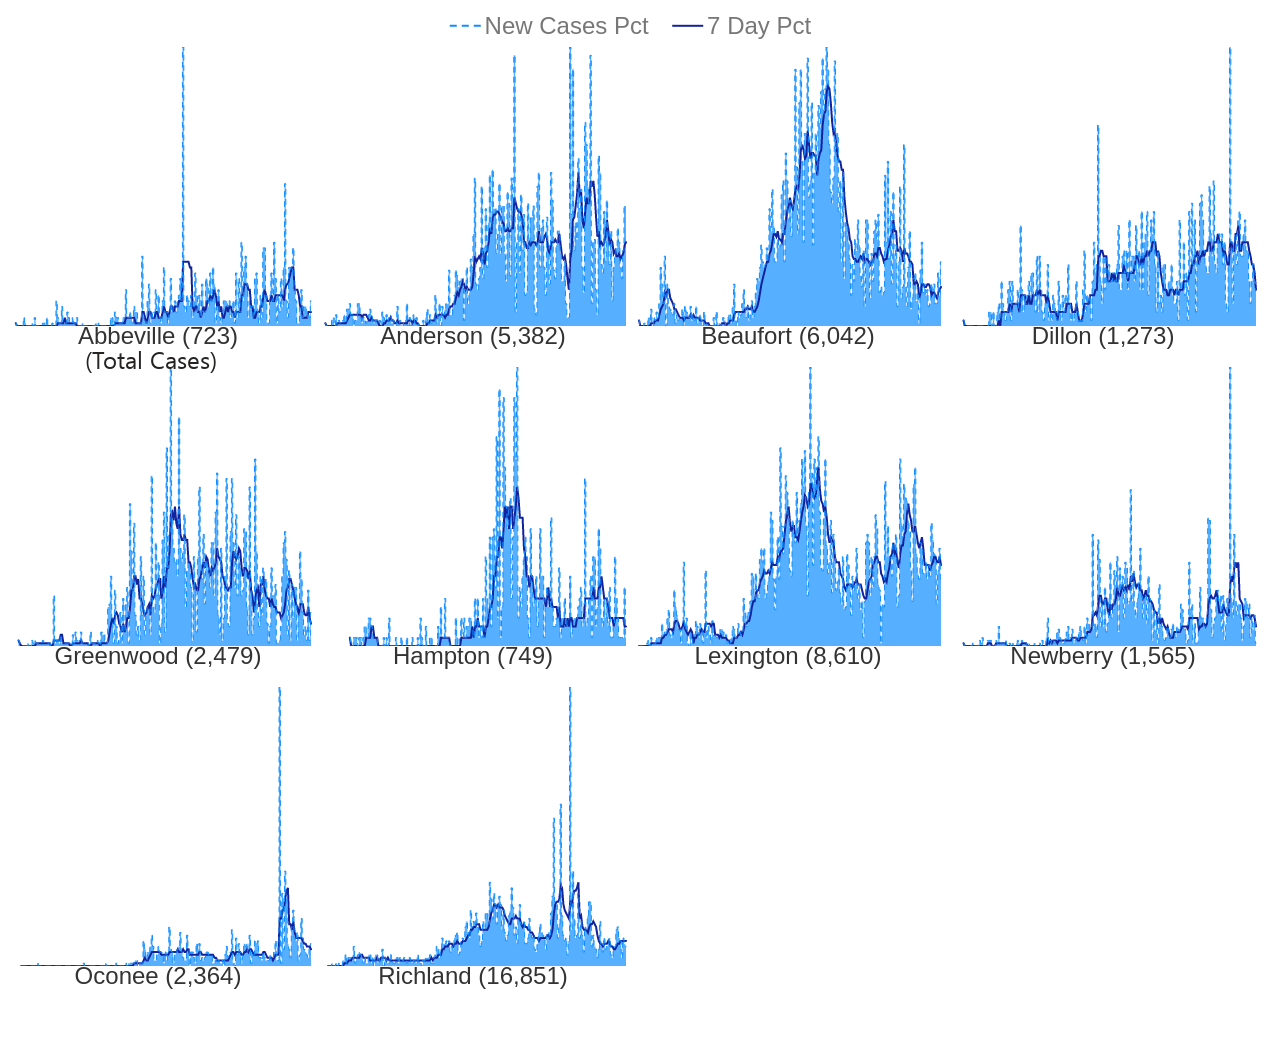 New Cases Pct 7 Day Pct
Abbeville (723) Anderson (5,382) Beaufort (6,042) Dillon (1,273)
(Total Cases)
Greenwood (2,479) Hampton (749) Lexington (8,610) Newberry (1,565)
Oconee (2,364) Richland (16,851)